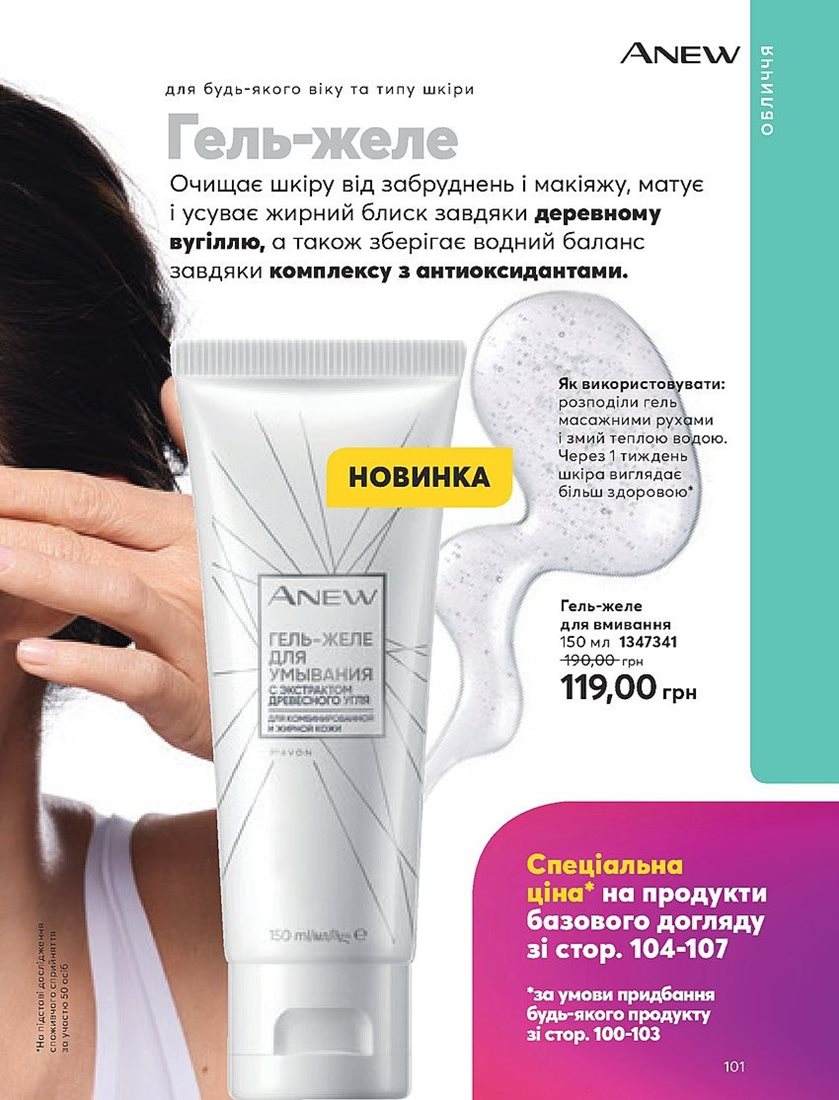 ANEW
ОБЛИЧЧЯ
для будь-якого віку та типу шкіри
Гель-желе
Очищає шкіру від забруднень і макіяжу, матує
і усуває жирний блиск завдяки деревному
вугіллю, а також зберігає водний баланс
завдяки комплексу з антиоксидантами.
Як використовувати:
розподіли гель
масажними рухами
і змий теплою водою.
Через 1 тиждень
шкіра виглядає
більш здоровою*
НОВИНКА
ANEW
ГЕЛЬ-ЖЕЛЕ
ДЛЯ
УМЫВАНИЯ
С ЭКСТРАКТОМ
ДРЕВЕСНОГО УГЛЯ
ДЛЯ КОМБИНИРОВАННОЙ
И ЖИРНОЙ КОЖИ
AVON
150 ml/мл/
Гель-желе
для вмивання
150 мл 1347341
190,00 грн
119,00 грн
Спеціальна
ціна* на продукти
базового догляду
зі стор. 104-107
*за умови придбання
будь-якого продукту
зі стор. 100-103
*На підставі дослідження
споживчого сприйняття
за участю 50 осіб
101